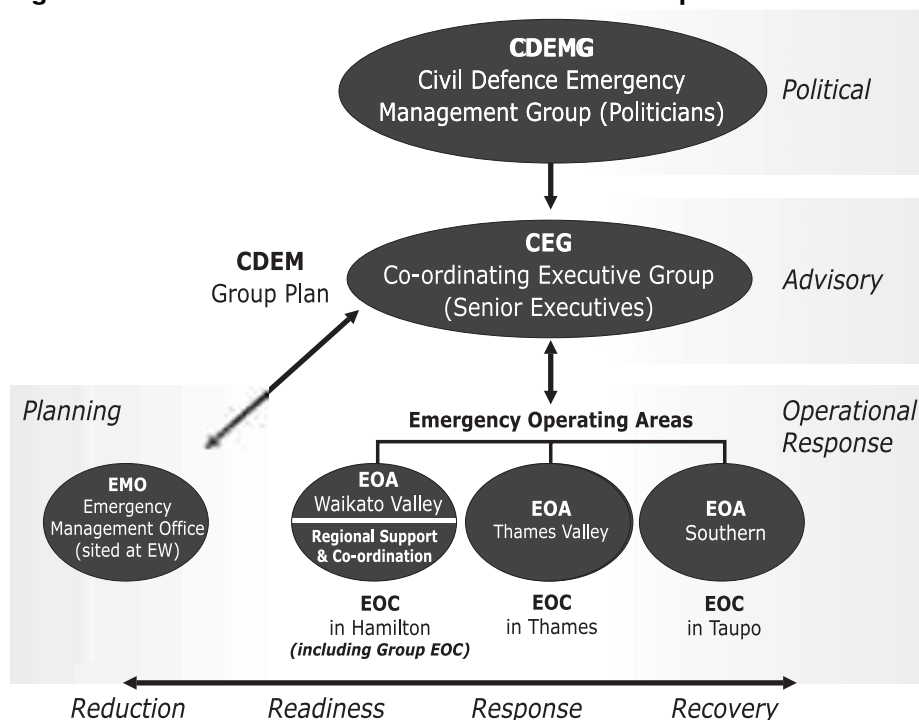 CDEMG
Civil Defence Emergency
Management Group (Politicians)
Political
CEG
Co-ordinating Executive Group
(Senior Executives)
Advisory
CDEM
Group Plan
Planning
Emergency Operating Areas
Operational
Response
EMO
Emergency
Management Office
(sited at EW)
EOA
Waikato Valley
Regional Support
& Co-ordination
EOA
Thames Valley
EOA
Southern
EOC
in Hamilton
(including Group EOC)
EOC
in Thames
EOC
in Taupo
Reduction
Readiness
Response
Recovery